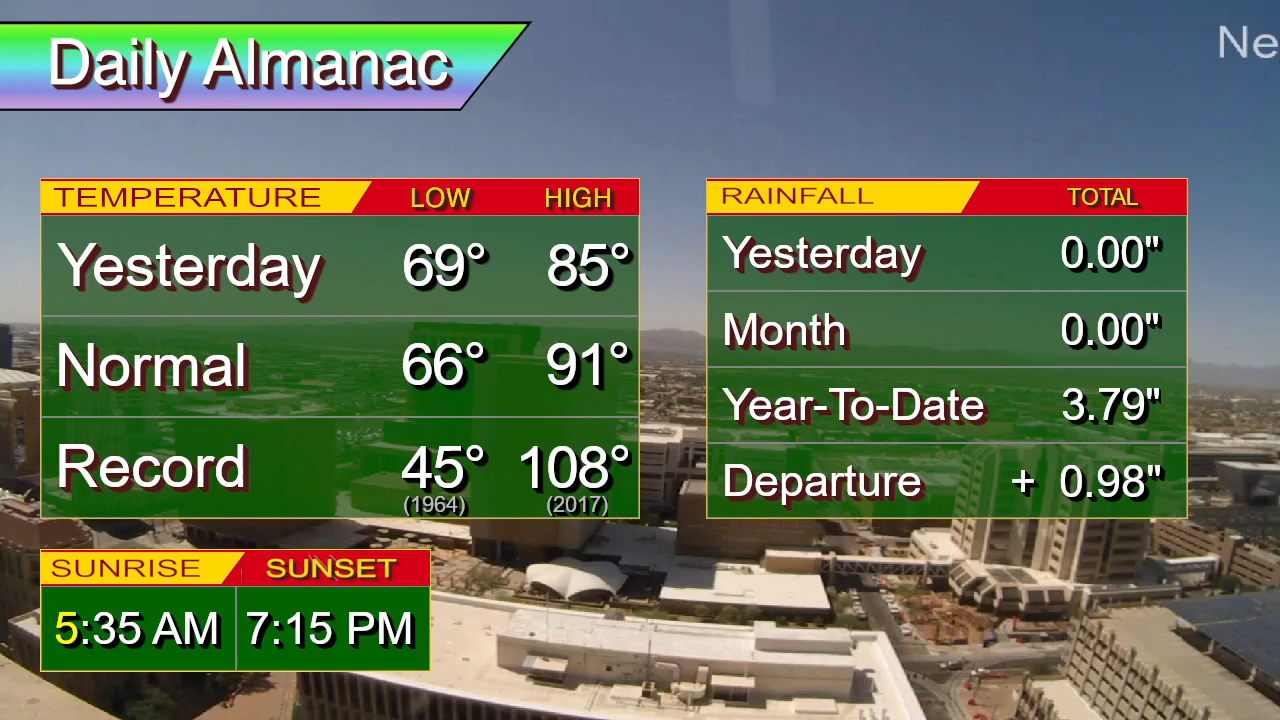 Daily Almanac
Ne
TEMPERATURE LOW HIGH
Yesterday 69° 85°
Normal 66° 91°
Record 45° 108°
(1964) (2017)
RAINFALL TOTAL
Yesterday 0.00"
Month 0.00"
Year-To-Date 3.79"
Departure + 0.98"
SUNRISE SUNSET
5:35 AM 7:15 PM